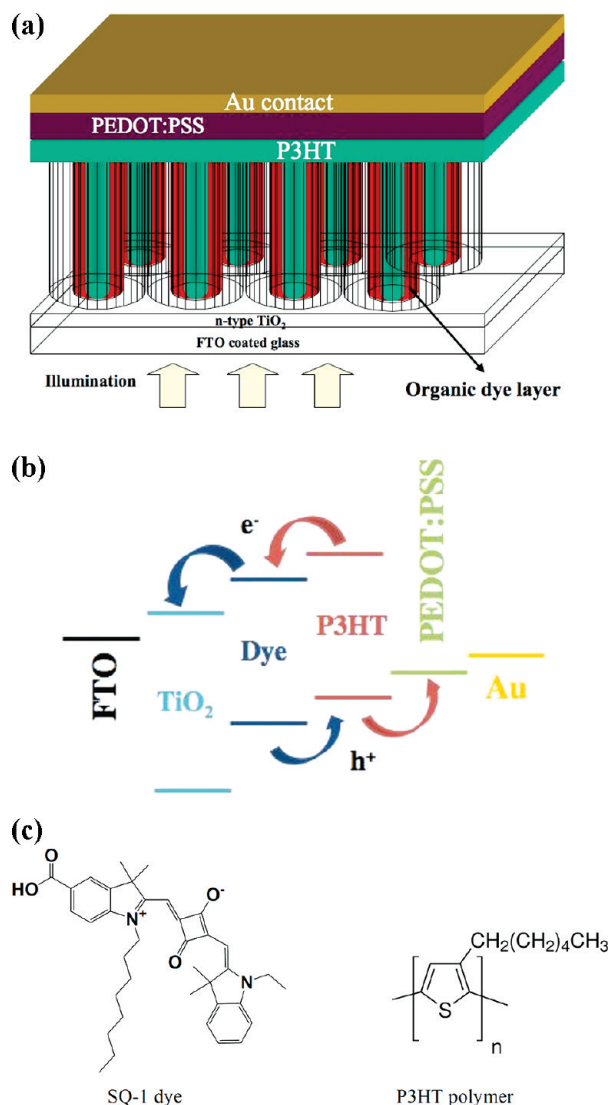 (a)
Au contact
PEDOT:PSS
P3HT
n-type TiO₂
FTO coated glass
Illumination
Organic dye layer
(b)
e⁻
PEDOT:PSS
P3HT
Dye
FTO
TiO₂
Au
h⁺
(c)
O
HO
O⁻
N⁺
O
N
CH₂(CH₂)₄CH₃
S
n
SQ-1 dye
P3HT polymer